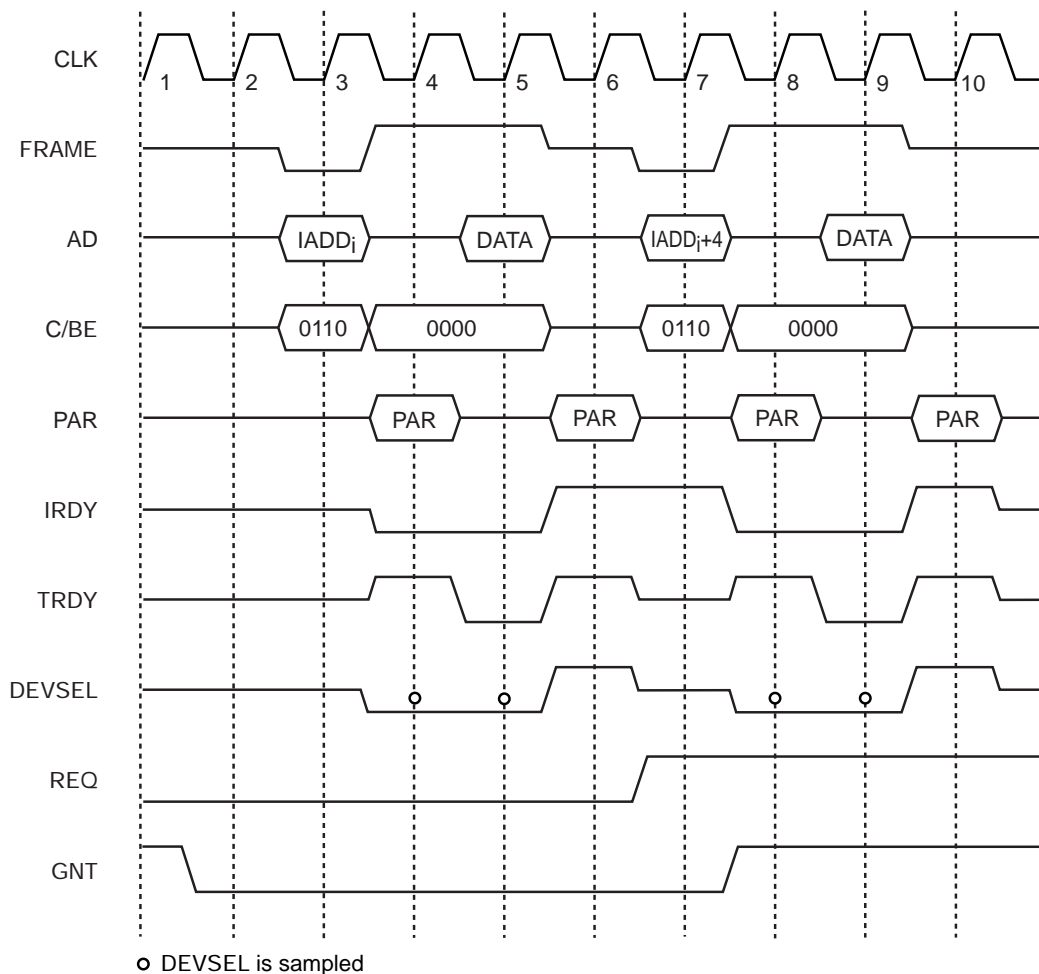 CLK
1 2 3 4 5 6 7 8 9 10
FRAME
AD
IADDi DATA IADDi+4 DATA
C/BE
0110 0000 0110 0000
PAR
PAR PAR PAR PAR
IRDY
TRDY
DEVSEL
REQ
GNT
DEVSEL is sampled